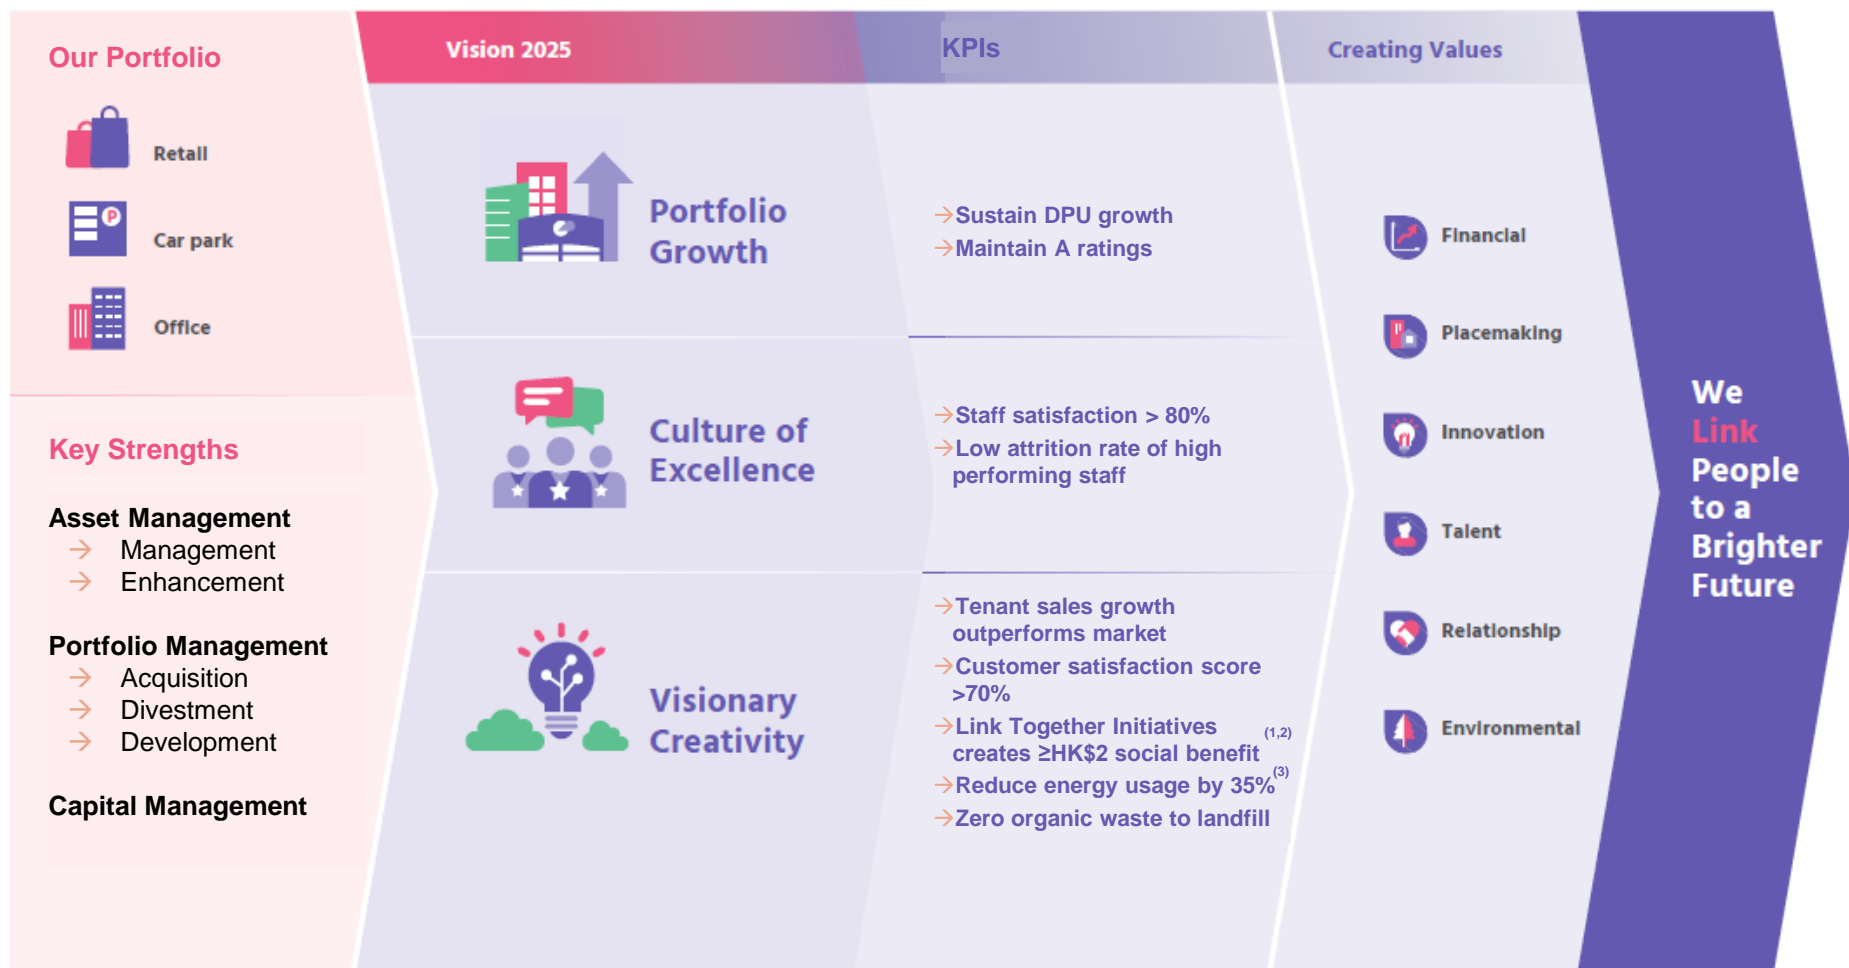 Our Portfolio
Retail
P
Car park
Office
Key Strengths
Asset Management
→ Management
→ Enhancement
Portfolio Management
→ Acquisition
→ Divestment
→ Development
Capital Management
Vision 2025
Portfolio
Growth
Culture of
Excellence
Visionary
Creativity
KPIs
→Sustain DPU growth
→Maintain A ratings
→Staff satisfaction > 80%
→Low attrition rate of high
performing staff
→Tenant sales growth
outperforms market
→Customer satisfaction score
>70%
→Link Together Initiatives
creates ≥HK$2 social benefit (1,2)
→Reduce energy usage by 35%(3)
→Zero organic waste to landfill
Creating Values
Financial
Placemaking
Innovation
Talent
Relationship
Environmental
We
Link
People
to a
Brighter
Future